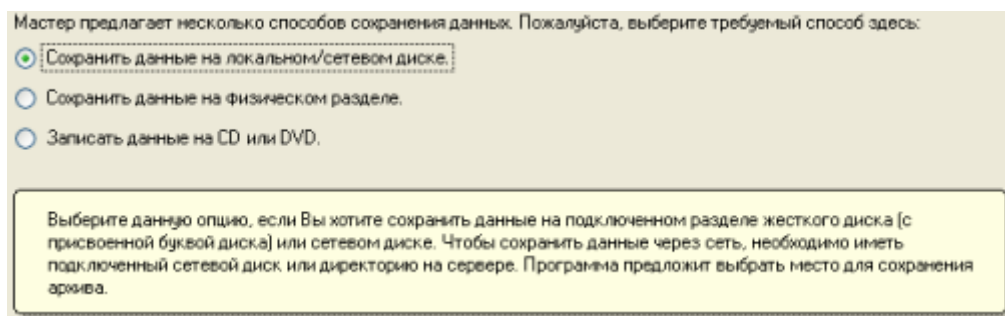 Мастер предлагает несколько способов сохранения данных. Пожалуйста, выберите требуемый способ здесь:
Сохранить данные на локальном/сетевом диске.
Сохранить данные на физическом разделе.
Записать данные на CD или DVD.
Выберите данную опцию, если Вы хотите сохранить данные на подключенном разделе жесткого диска (с
присвоенной буквой диска) или сетевом диске. Чтобы сохранить данные через сеть, необходимо иметь
подключенный сетевой диск или директорию на сервере. Программа предложит выбрать место для сохранения
архива.